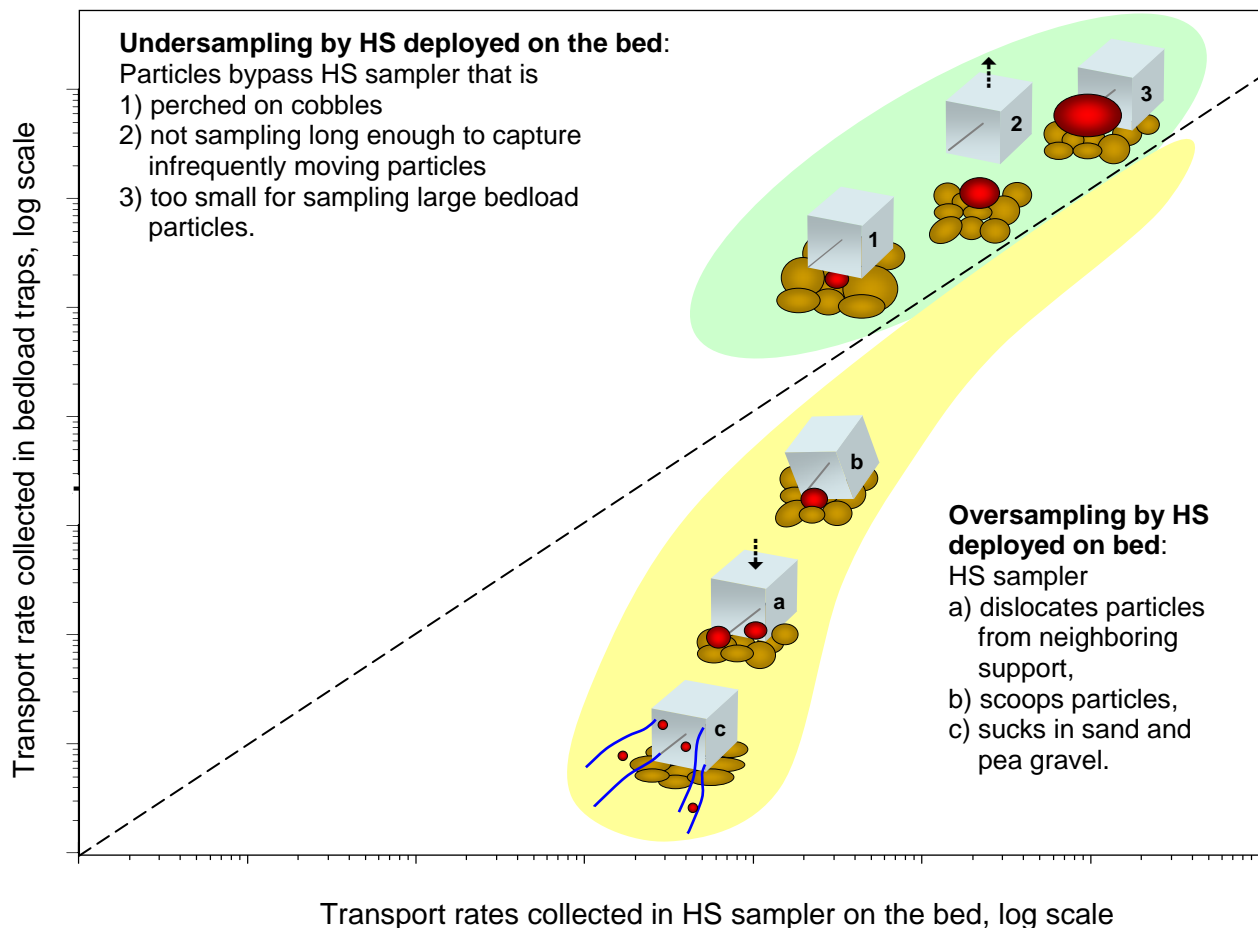 Undersampling by HS deployed on the bed:
Particles bypass HS sampler that is
1) perched on cobbles
2) not sampling long enough to capture
infrequently moving particles
3) too small for sampling large bedload
particles.
3
2
1
b
a
c
Oversampling by HS
deployed on bed:
HS sampler
a) dislocates particles
from neighboring
support,
b) scoops particles,
c) sucks in sand and
pea gravel.
Transport rate collected in bedload traps, log scale
Transport rates collected in HS sampler on the bed, log scale